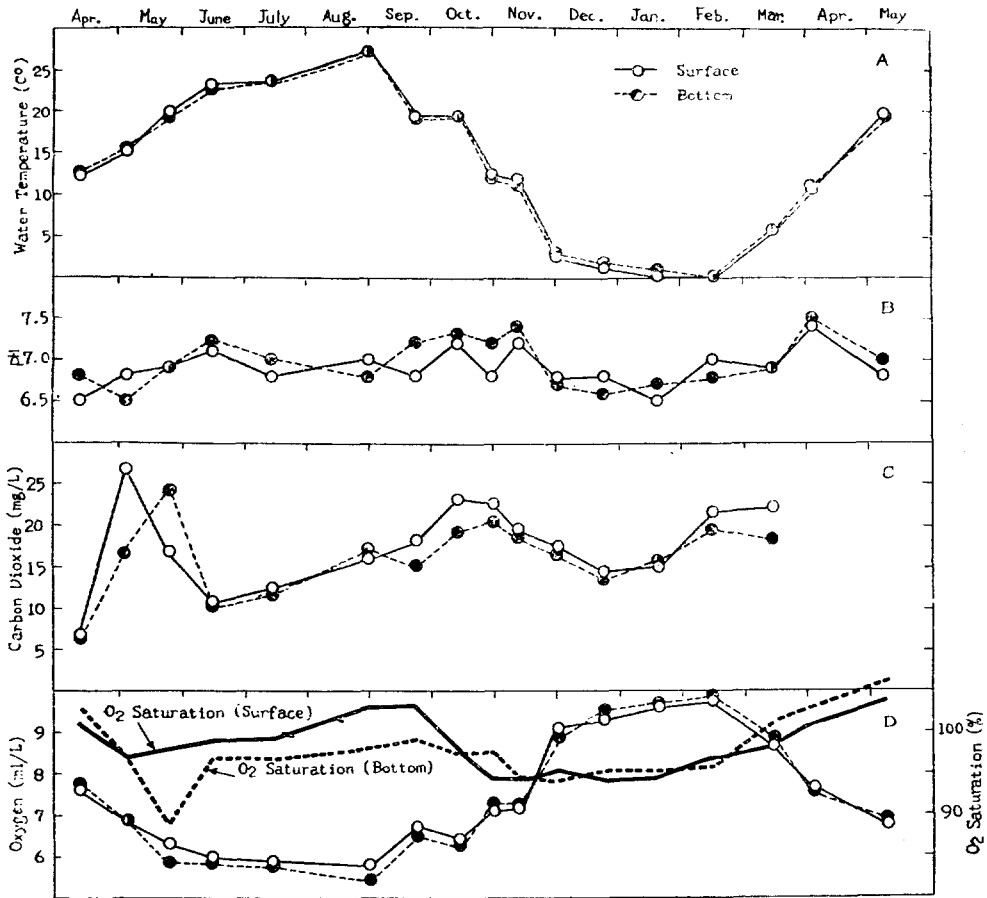 Apr. May June July Aug. Sep. Oct. Nov. Dec. Jan. Feb. Mar. Apr. May
A
Surface
Bottom
Water Temperature (C°)
25
20
15
10
5
B
pH
7.5
7.0
6.5
C
Carbon Dioxide (mg/L)
25
20
15
10
5
D
O₂ Saturation (Surface)
O₂ Saturation (Bottom)
Oxygen (ml/L)
9
8
7
6
100
90
O₂ Saturation (%)